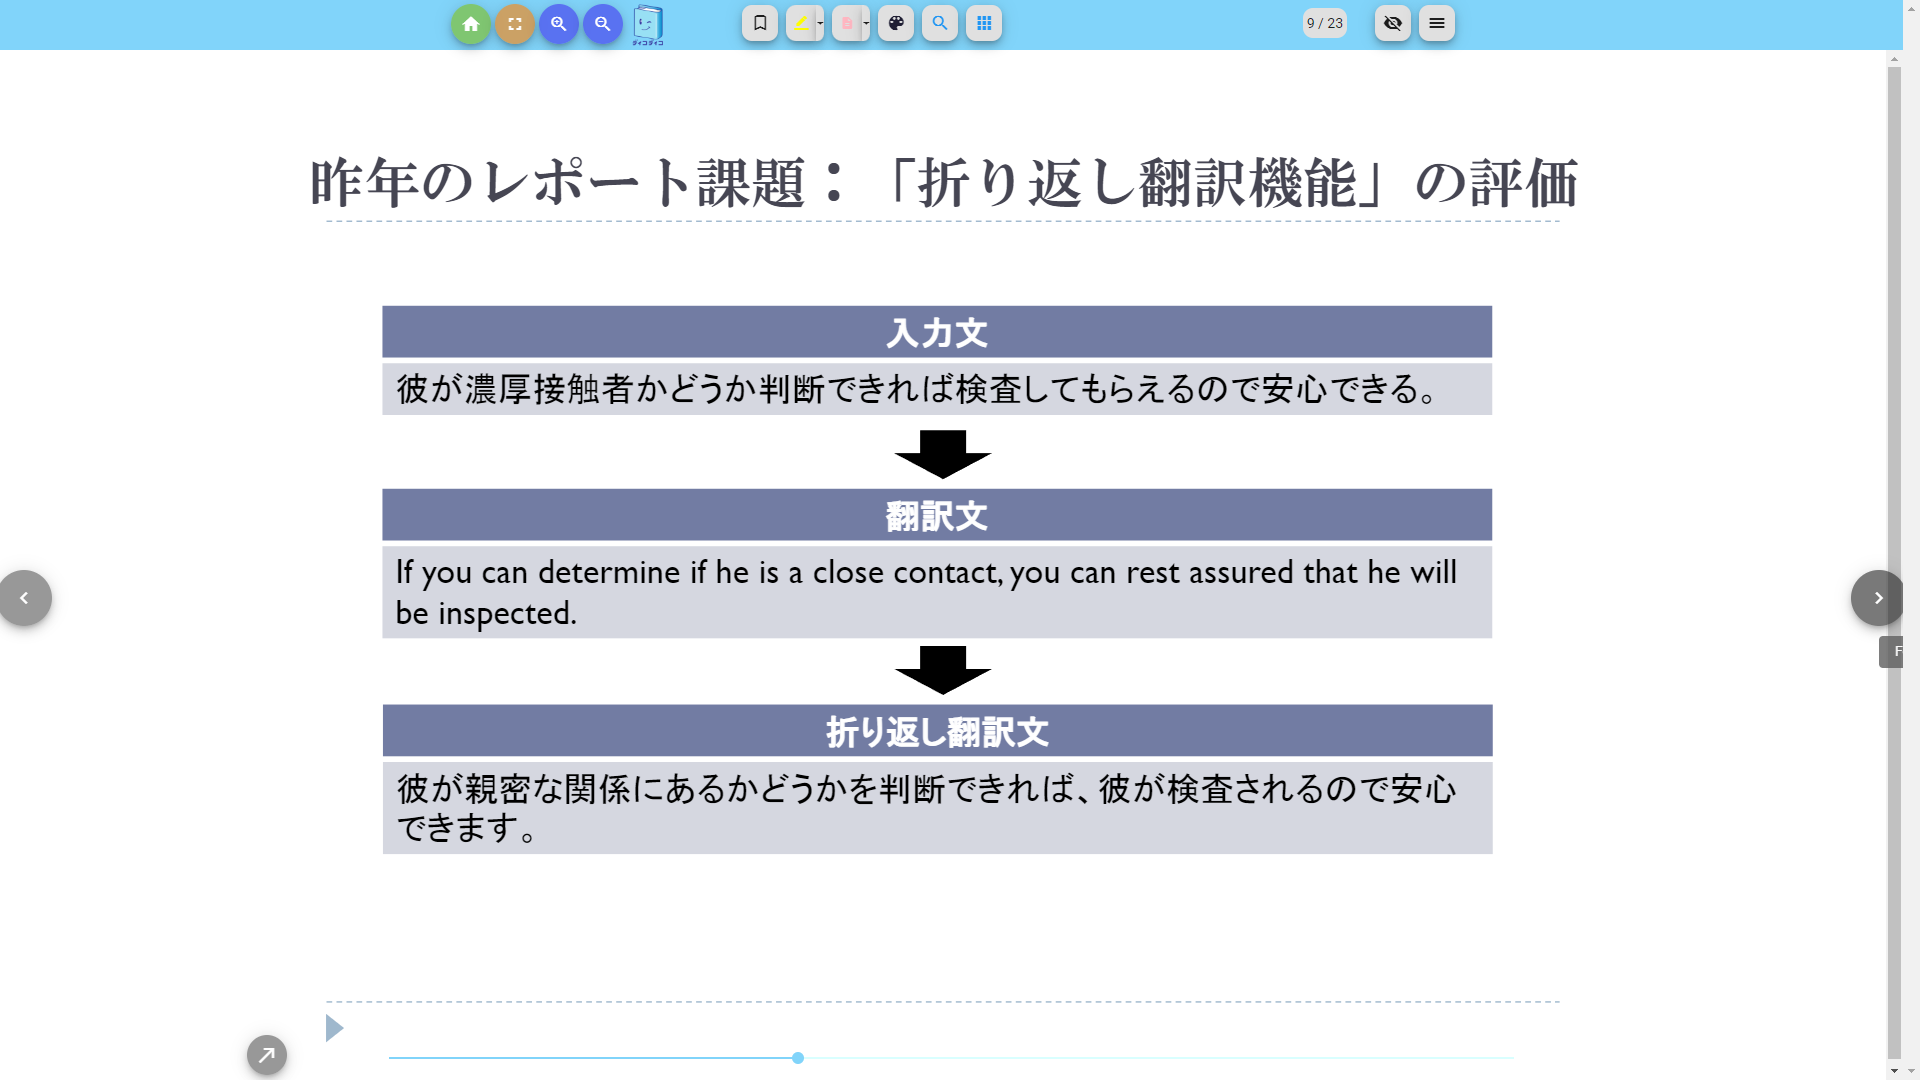 ダイコダイコ
9 / 23
昨年のレポート課題：「折り返し翻訳機能」の評価
入力文
彼が濃厚接触者かどうか判断できれば検査してもらえるので安心できる。
翻訳文
If you can determine if he is a close contact, you can rest assured that he will
be inspected.
折り返し翻訳文
彼が親密な関係にあるかどうかを判断できれば、彼が検査されるので安心
できます。
F